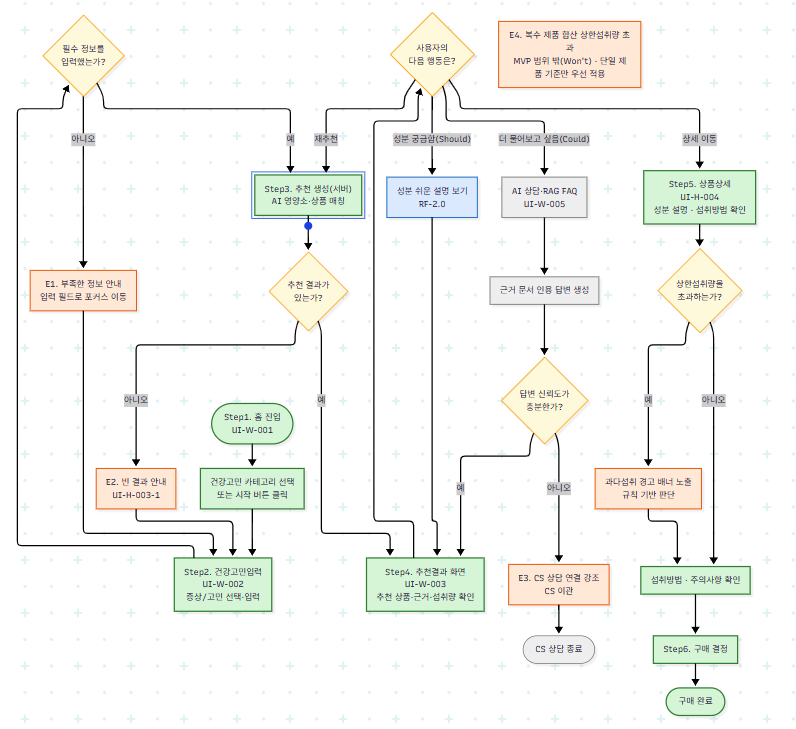 필수 정보를
입력했는가?
사용자의
다음 행동은?
E4. 복수 제품 합산 상한섭취량 초
과
MVP 범위 밖(Won't) · 단일 제
품 기준만 우선 적용
아니오
예
재추천
성분 궁금함(Should)
더 물어보고 싶음(Could)
상세 이동
Step3. 추천 생성(서버)
AI 영양소·상품 매칭
성분 쉬운 설명 보기
RF-2.0
AI 상담·RAG FAQ
UI-W-005
Step5. 상품상세
UI-H-004
성분 설명 · 섭취방법 확인
E1. 부족한 정보 안내
입력 필드로 포커스 이동
추천 결과가
있는가?
근거 문서 인용 답변 생성
상한섭취량을
초과하는가?
아니오
예
답변 신뢰도가
충분한가?
예
아니오
Step1. 홈 진입
UI-W-001
E2. 빈 결과 안내
UI-H-003-1
건강고민 카테고리 선택
또는 시작 버튼 클릭
예
아니오
과다섭취 경고 배너 노출
규칙 기반 판단
Step2. 건강고민입력
UI-W-002
증상/고민 선택·입력
Step4. 추천결과 화면
UI-W-003
추천 상품·근거·섭취량 확인
E3. CS 상담 연결 강조
CS 이관
섭취방법 · 주의사항 확인
CS 상담 종료
Step6. 구매 결정
구매 완료